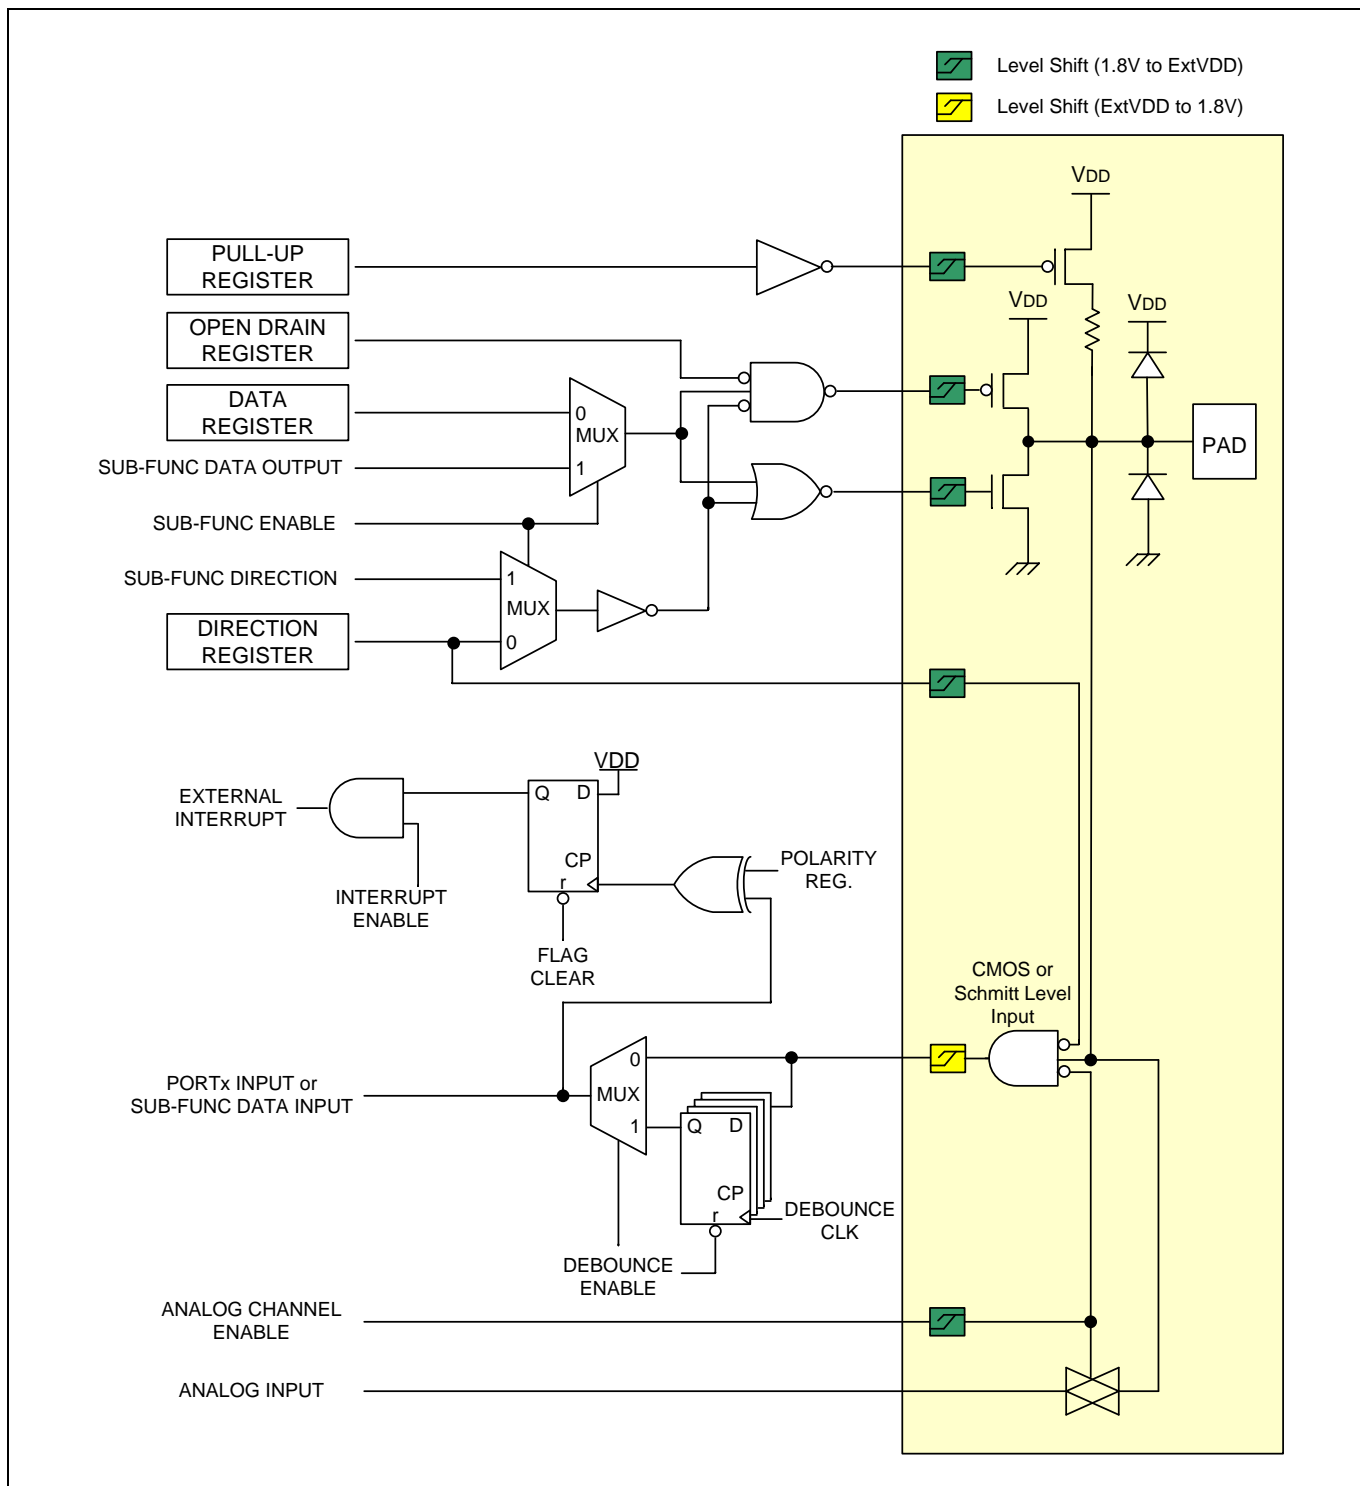 Level Shift (1.8V to ExtVDD)
Level Shift (ExtVDD to 1.8V)
VDD
PULL-UP
REGISTER
VDD
VDD
OPEN DRAIN
REGISTER
DATA
REGISTER
0
MUX
1
PAD
SUB-FUNC DATA OUTPUT
SUB-FUNC ENABLE
SUB-FUNC DIRECTION
1
MUX
0
DIRECTION
REGISTER
VDD
EXTERNAL
INTERRUPT
Q
D
CP
r
POLARITY
REG.
INTERRUPT
ENABLE
FLAG
CLEAR
CMOS or
Schmitt Level
Input
PORTx INPUT or
SUB-FUNC DATA INPUT
0
MUX
1
Q
D
CP
r
DEBOUNCE
CLK
DEBOUNCE
ENABLE
ANALOG CHANNEL
ENABLE
ANALOG INPUT